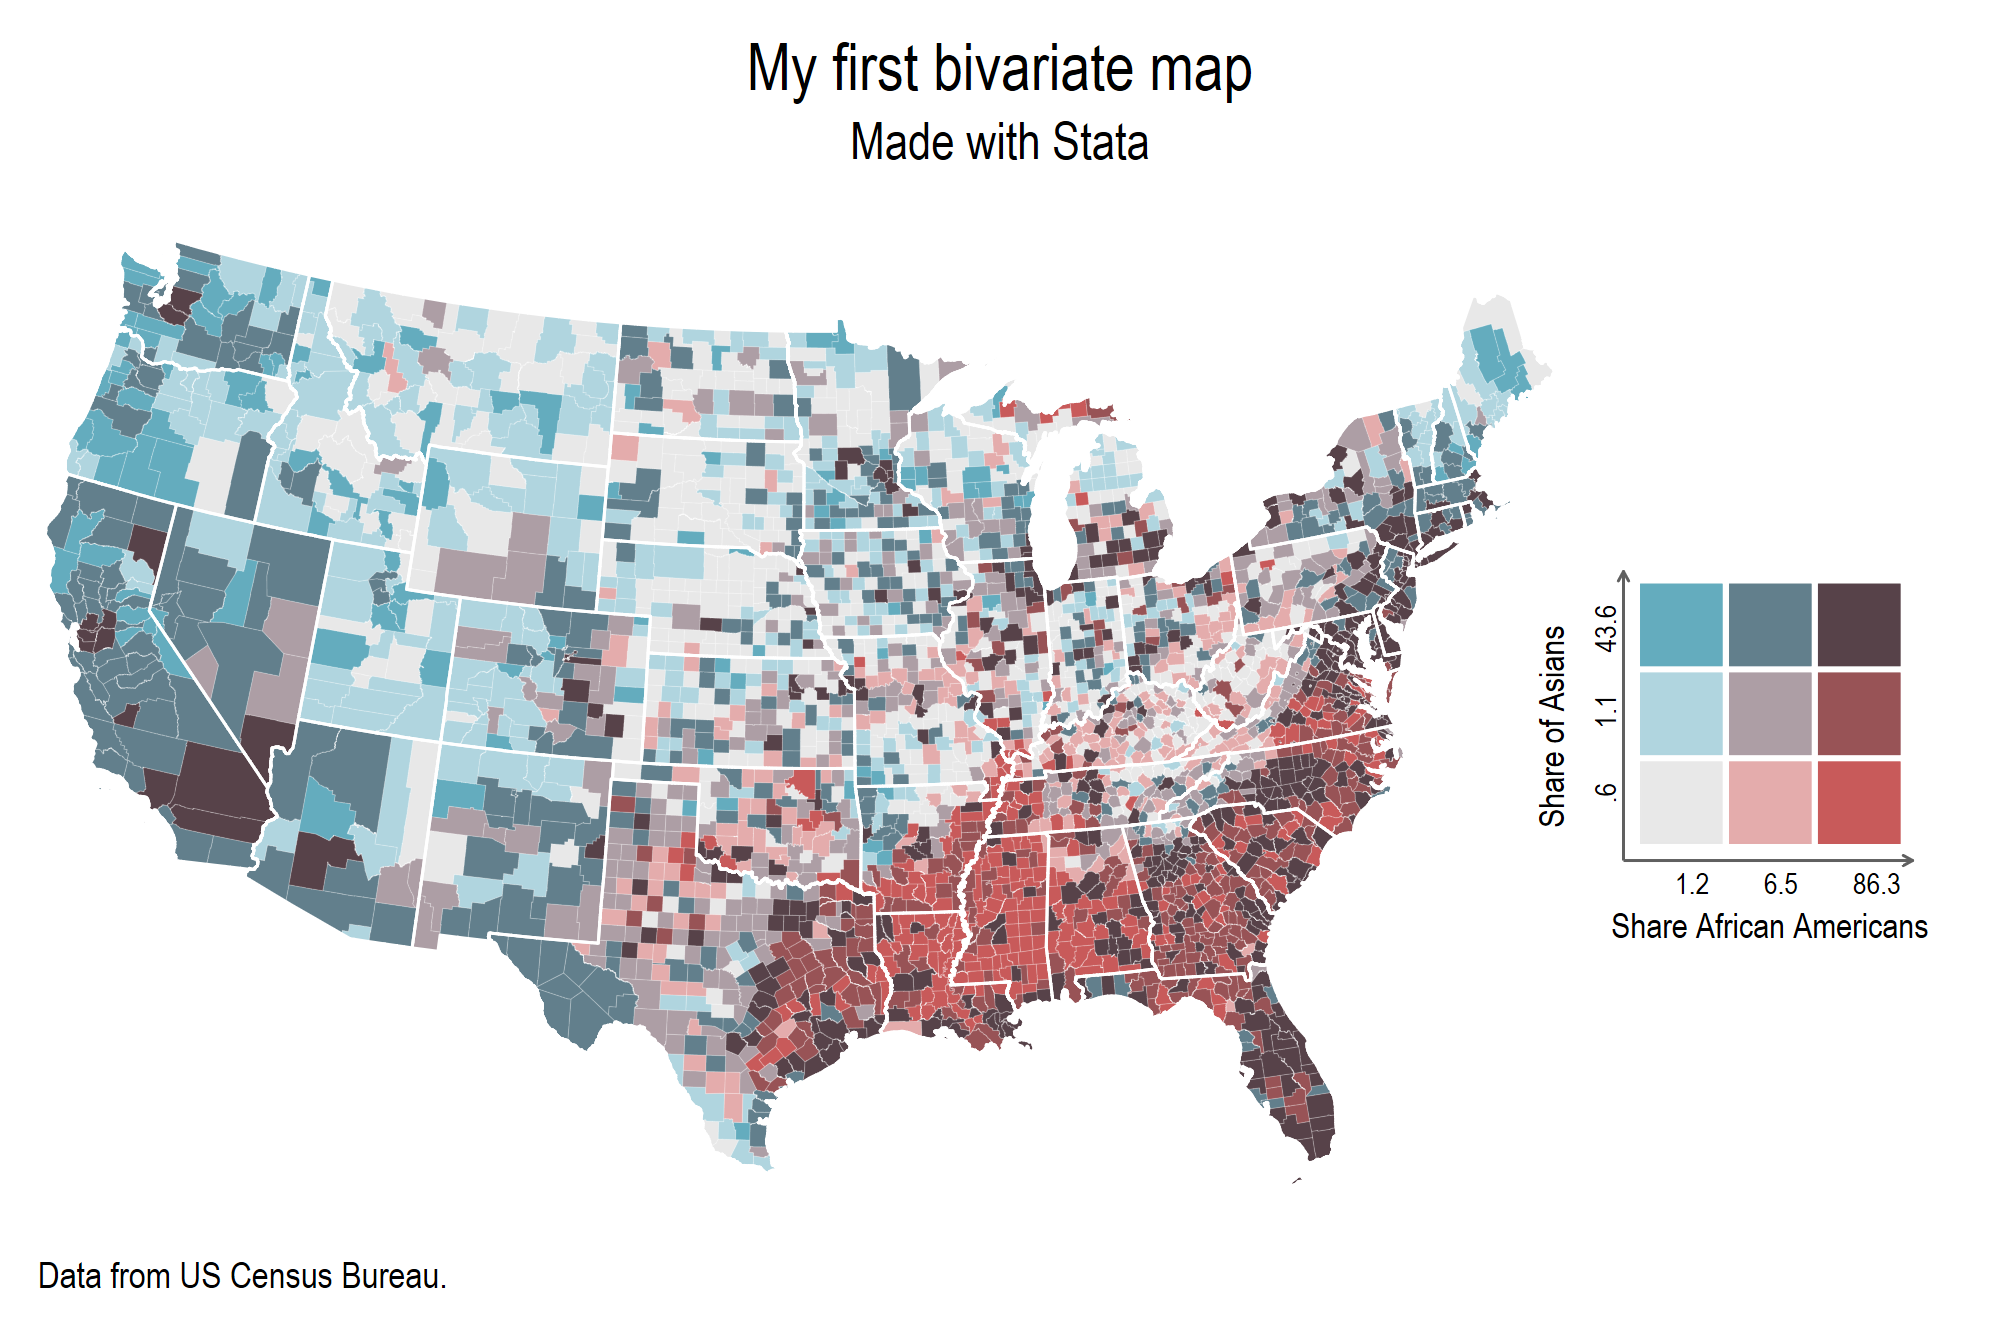 My first bivariate map
Made with Stata
Share of Asians
43.6
1.1
.6
1.2 6.5 86.3
Share African Americans
Data from US Census Bureau.